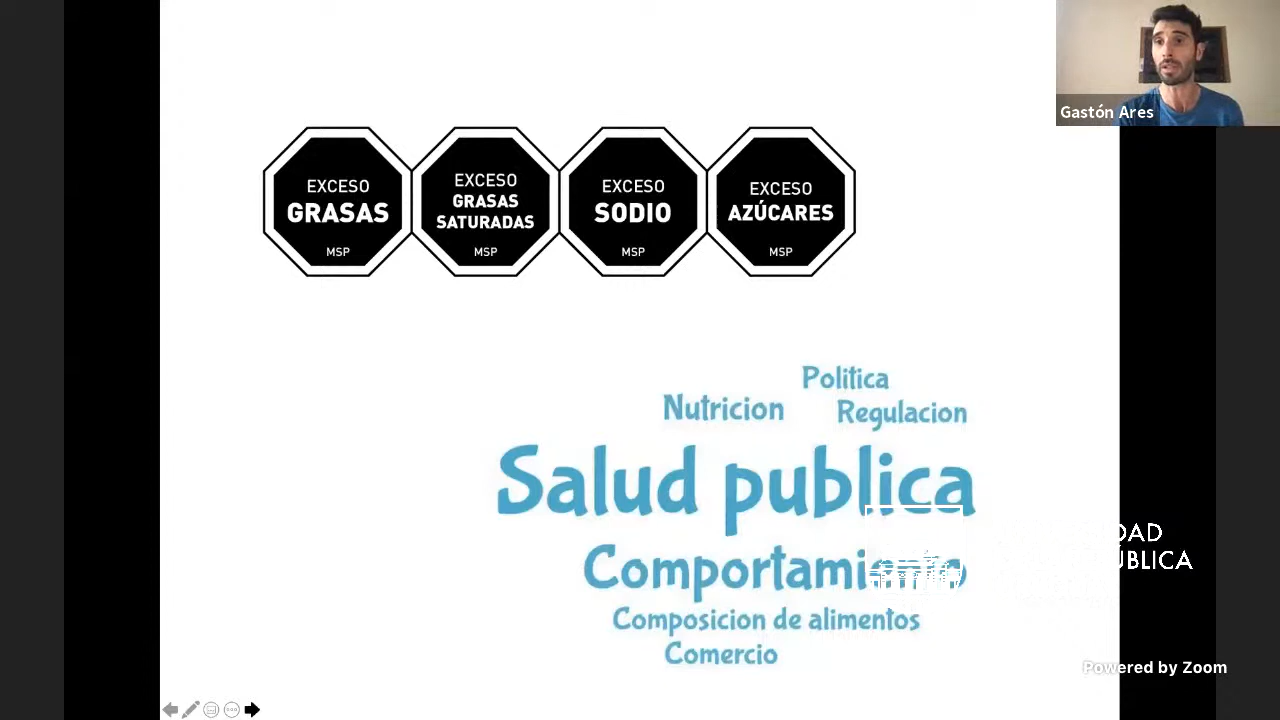 Gastón Ares
EXCESO
GRASAS
MSP
EXCESO
GRASAS
SATURADAS
MSP
EXCESO
SODIO
MSP
EXCESO
AZÚCARES
MSP
Politica
Nutricion
Regulacion
Salud publica
Composicion de alimentos
Comercio
Powered by Zoom